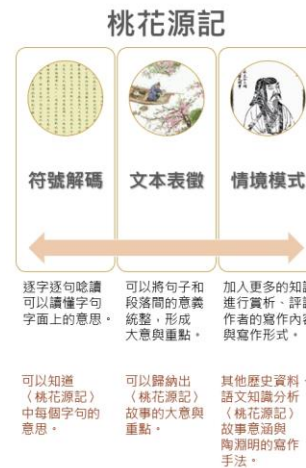 桃花源記
符號解碼
文本表徵
情境模式
逐字逐句唸讀
可以讀懂字句
字面上的意思。
可以將句子和
段落間的意義
統整,形成
大意與重點。
加入更多的知
進行賞析、評
作者的寫作內容
與寫作形式。
可以知道
〈桃花源記〉
中每個字句的
意思。
可以歸納出
〈桃花源記〉
故事的大意與
重點。
其他歷史資料、
語文知識分析
〈桃花源記〉
故事意涵與
陶淵明的寫作
手法。